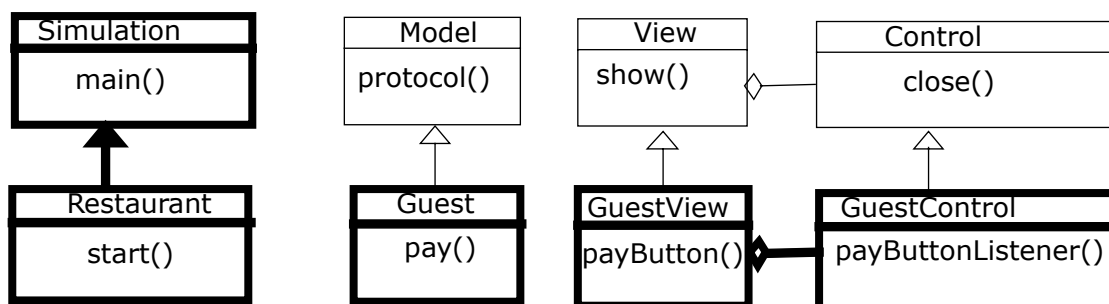 Simulation
main()
Model
protocol()
View
show()
Control
close()
Restaurant
start()
Guest
pay()
GuestView
payButton()
GuestControl
payButtonListener()